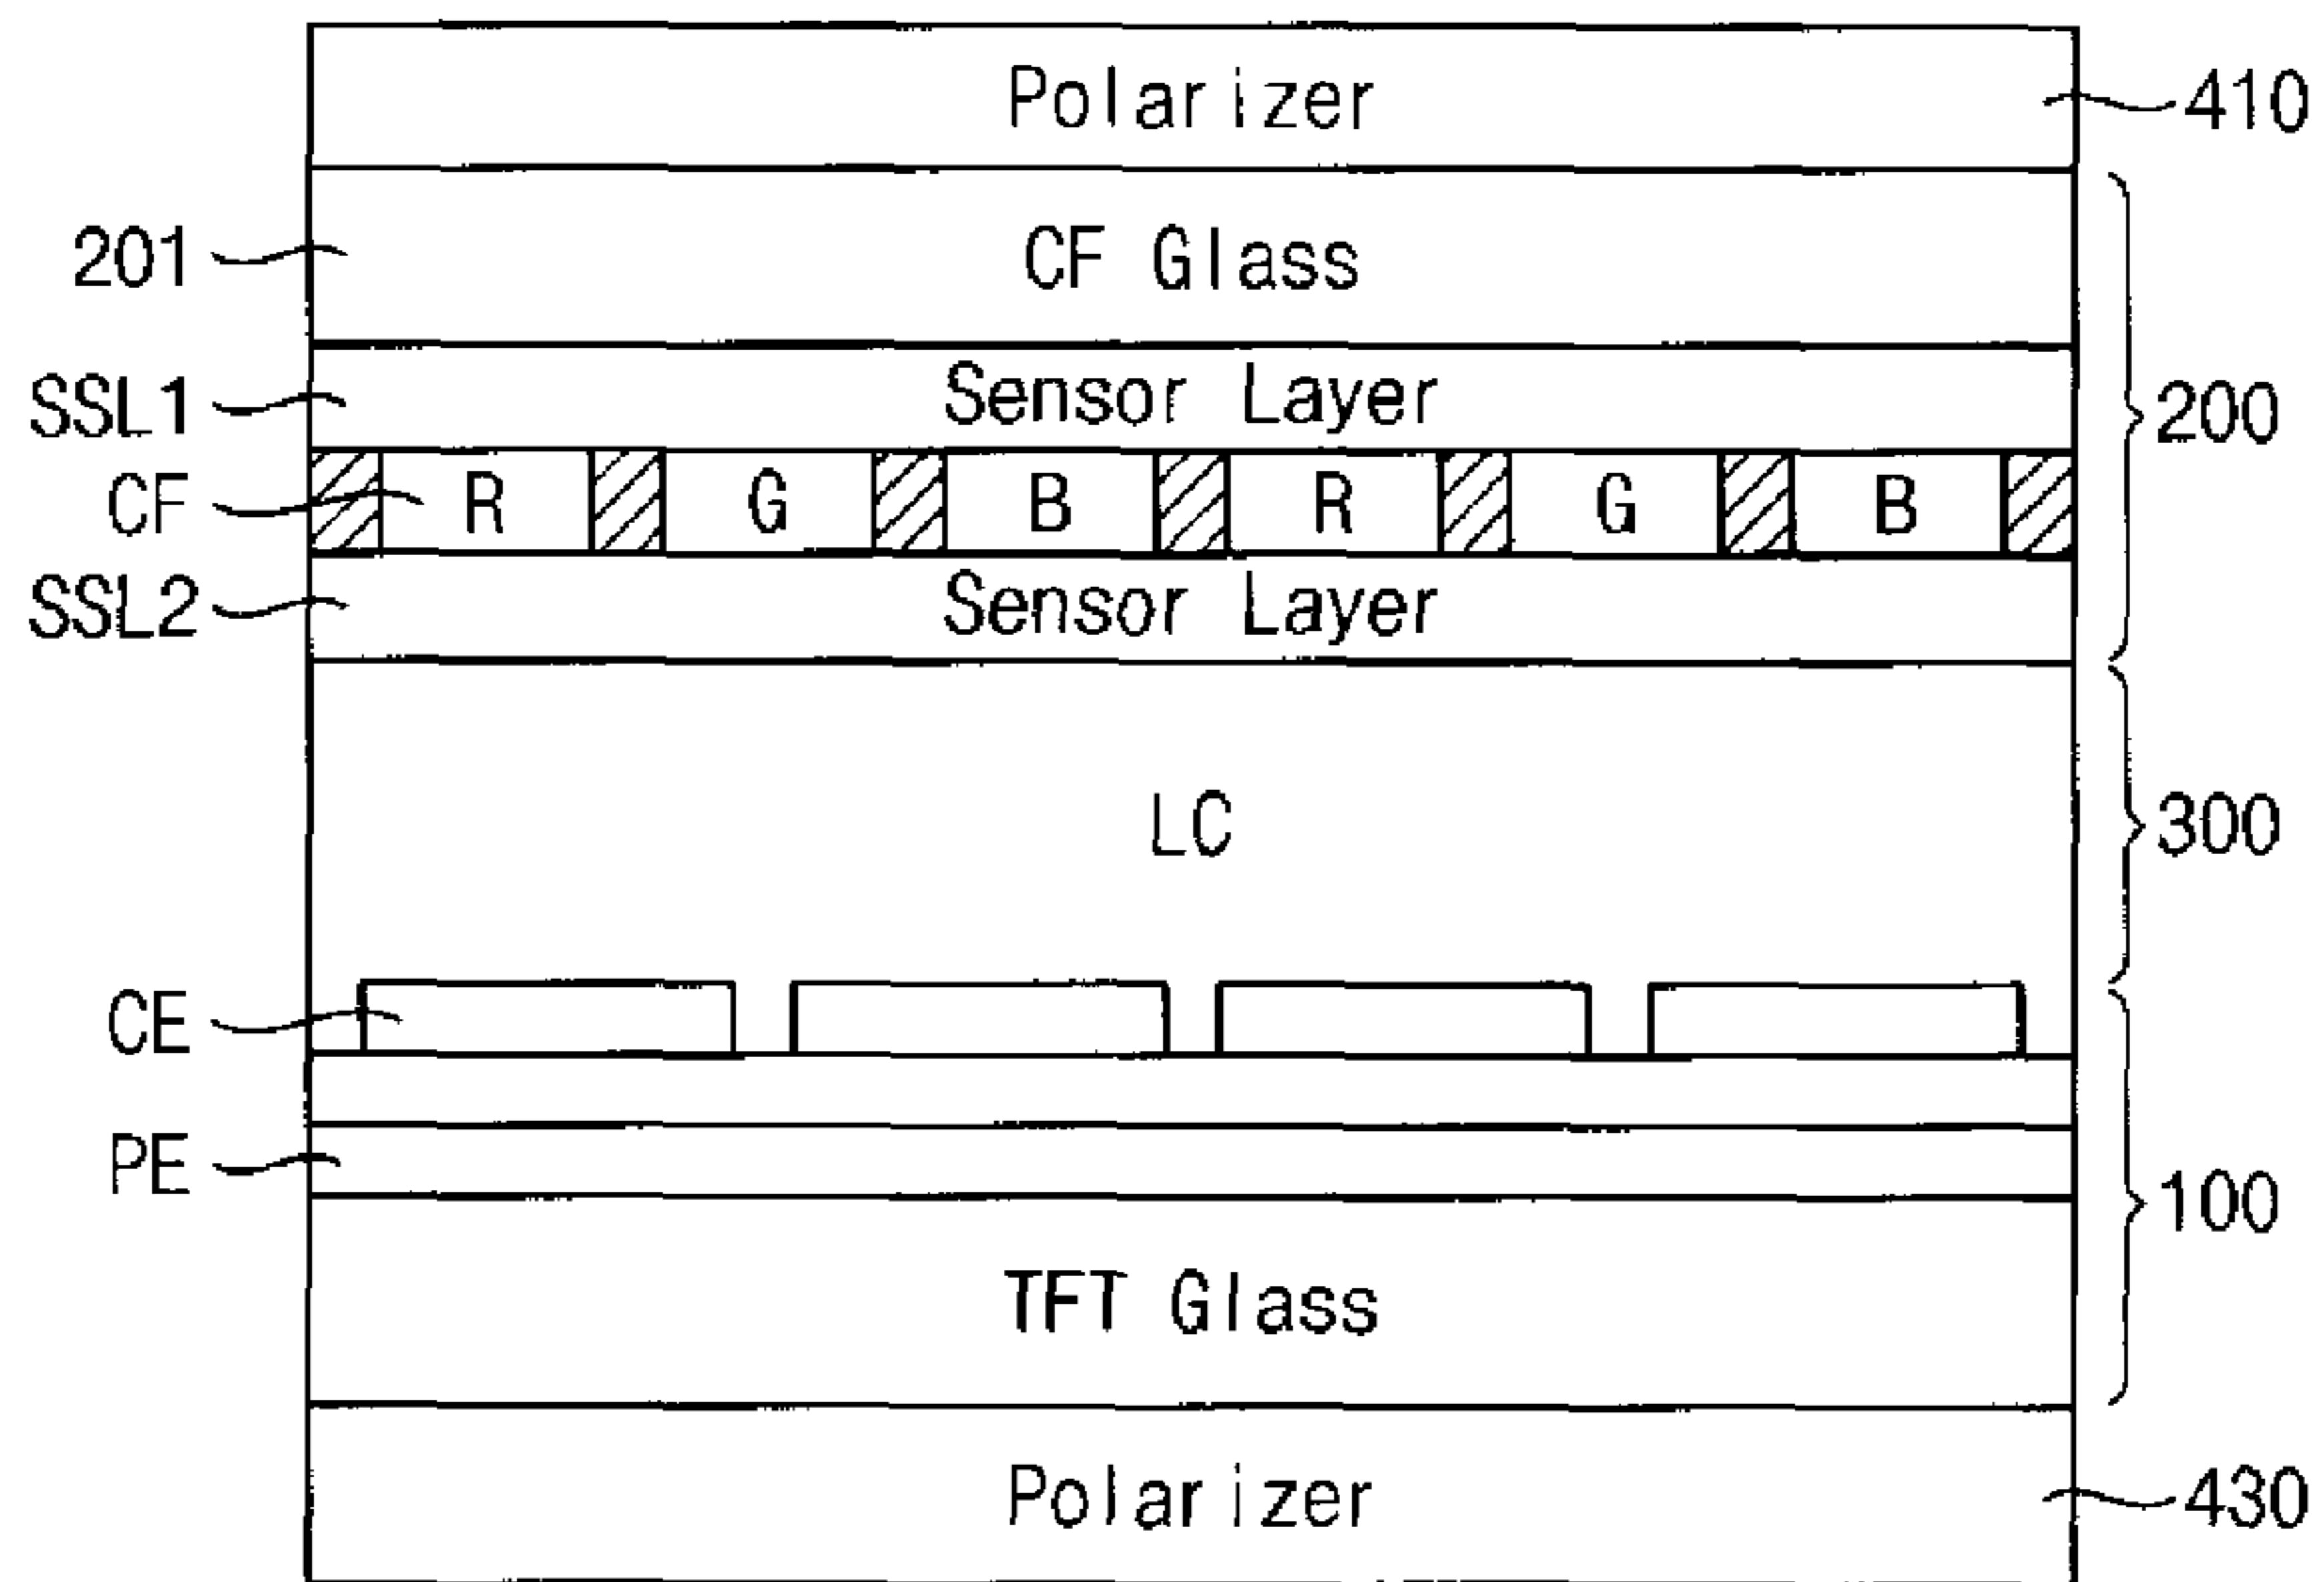 Polarizer
410
201
CF Glass
SSL1
Sensor Layer
200
CF
R G B R G B
SSL2
Sensor Layer
LC
300
CE
PE
100
TFT Glass
Polarizer
430